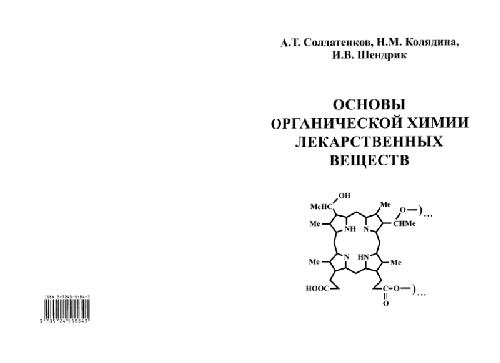 А.Т. Солдатенков, Н.М. Колядина,
И.В. Шендрик
ОСНОВЫ
ОРГАНИЧЕСКОЙ ХИМИИ
ЛЕКАРСТВЕННЫХ
ВЕЩЕСТВ
OH
MeHC
Me
O—)...
Me
CHMe
NH
N
N
HN
Me
Me
HOOC
C—O—)...
O